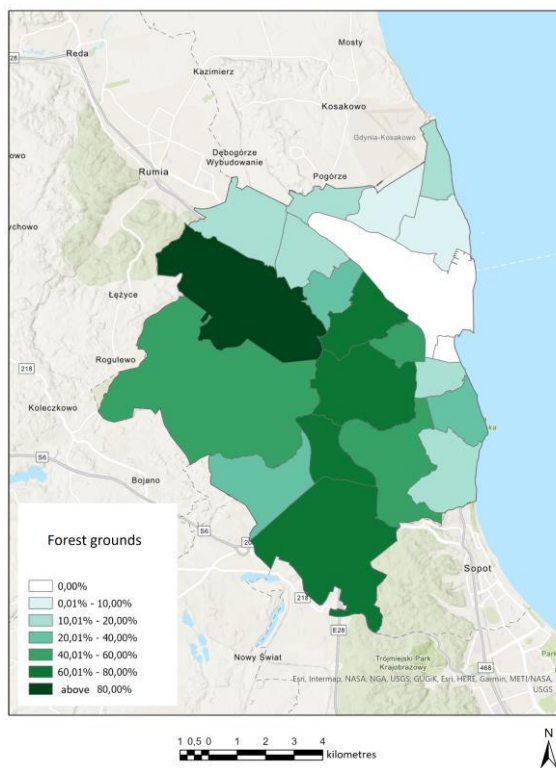 Mosty
28
Reda
Kazimierz
Kosakowo
Gdynia-Kosakowo
owo
Dębogórze
Wybudowanie
Pogórze
Rumia
ychowo
Łężyce
218
Rogulewo
Koleczkowo
S6
Bojano
Forest grounds
0,00%
0,01% - 10,00%
10,01% - 20,00%
20,01% - 40,00%
40,01% - 60,00%
60,01% - 80,00%
above 80,00%
S6
20
218
E28
Sopot
Nowy Świat
Trójmiejski Park
Krajobrazowy
468
Park
Esri, Intermap, NASA, NGA, USGS; GUGiK, Esri, HERE, Garmin, METI/NASA,
USGS
1 0,5 0 1 2 3 4
kilometres
N